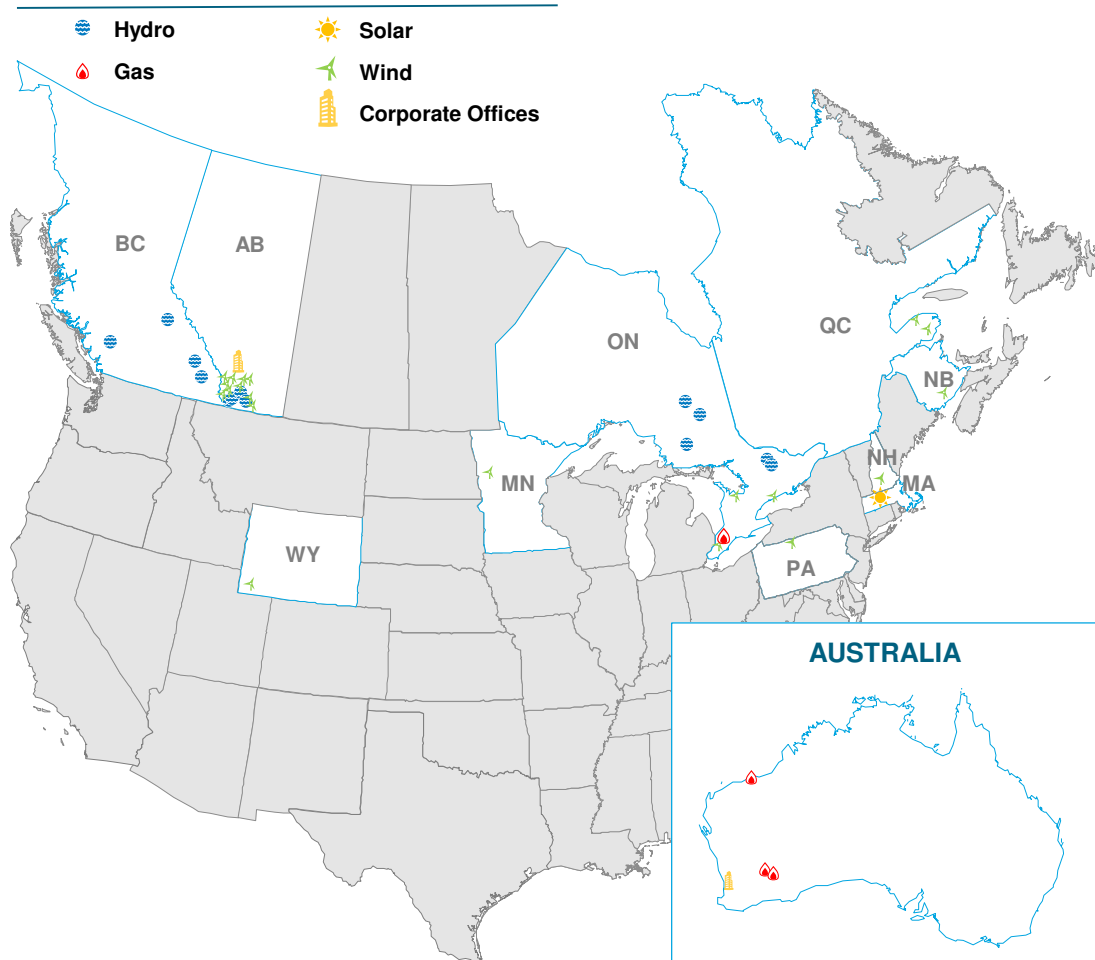 Hydro
Solar
Gas
Wind
Corporate Offices
BC
AB
ON
QC
NB
NH
MA
MN
WY
PA
AUSTRALIA